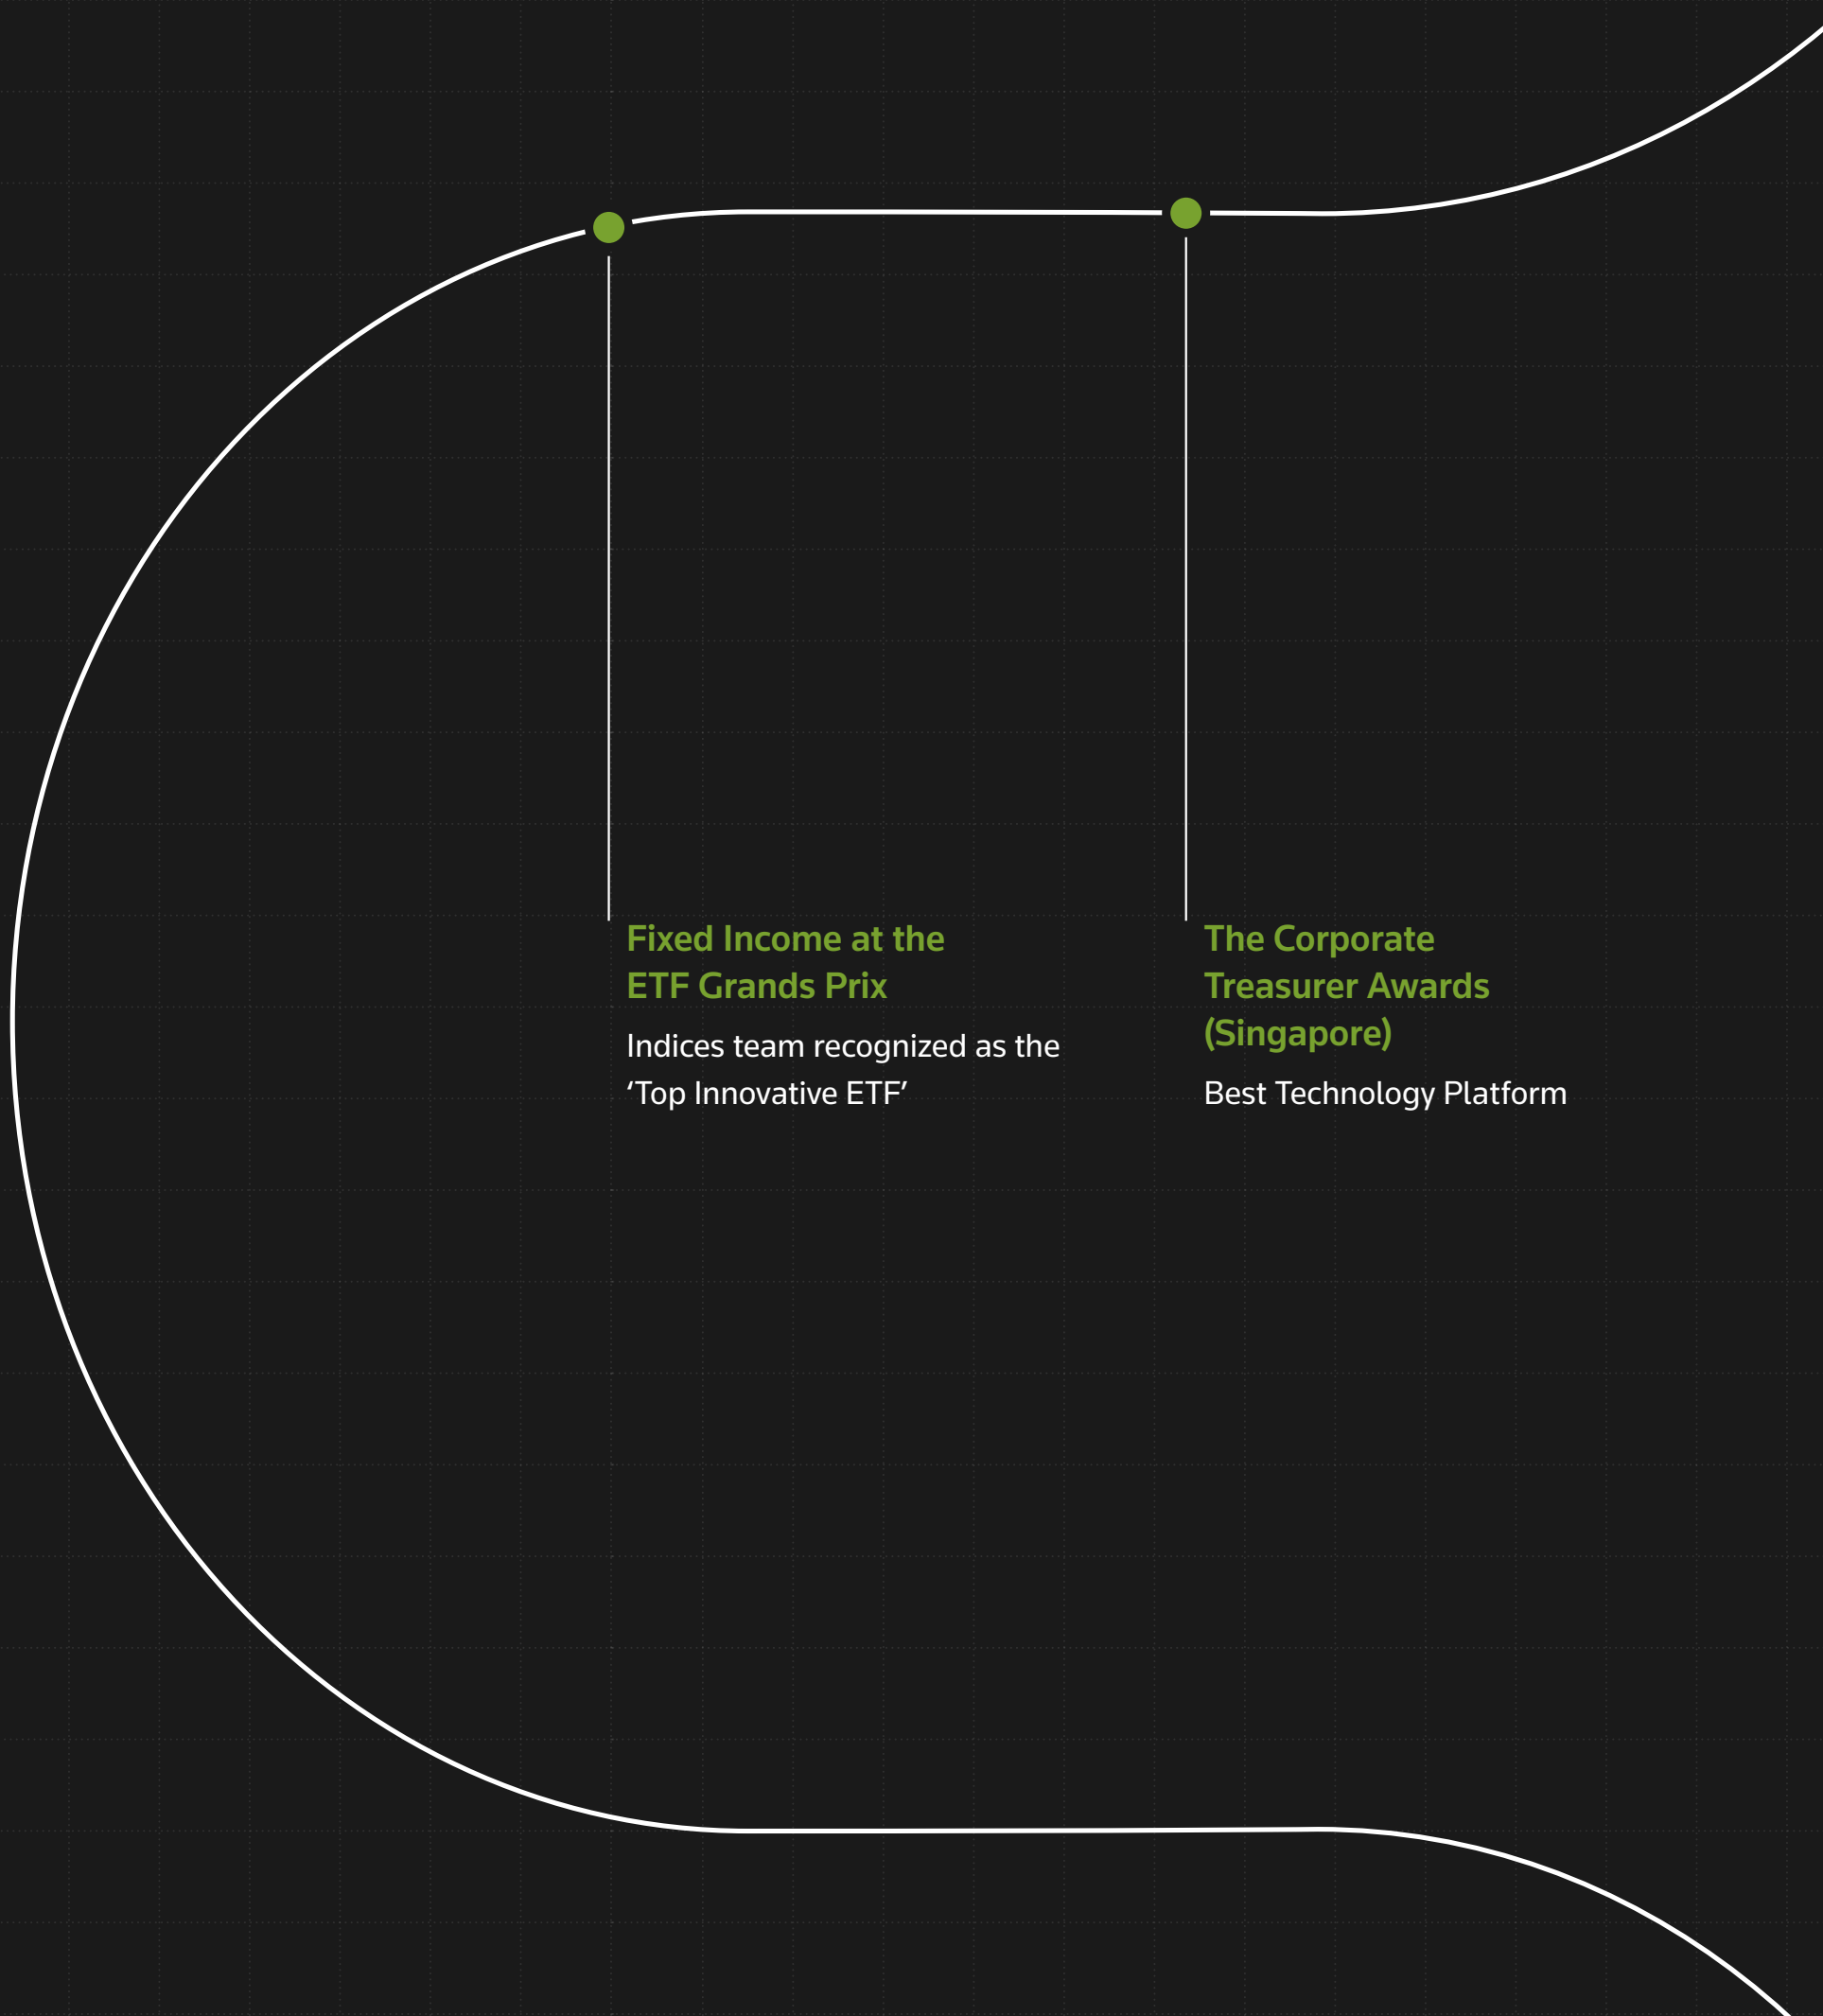 Fixed Income at the
ETF Grands Prix
Indices team recognized as the
‘Top Innovative ETF’
The Corporate
Treasurer Awards
(Singapore)
Best Technology Platform